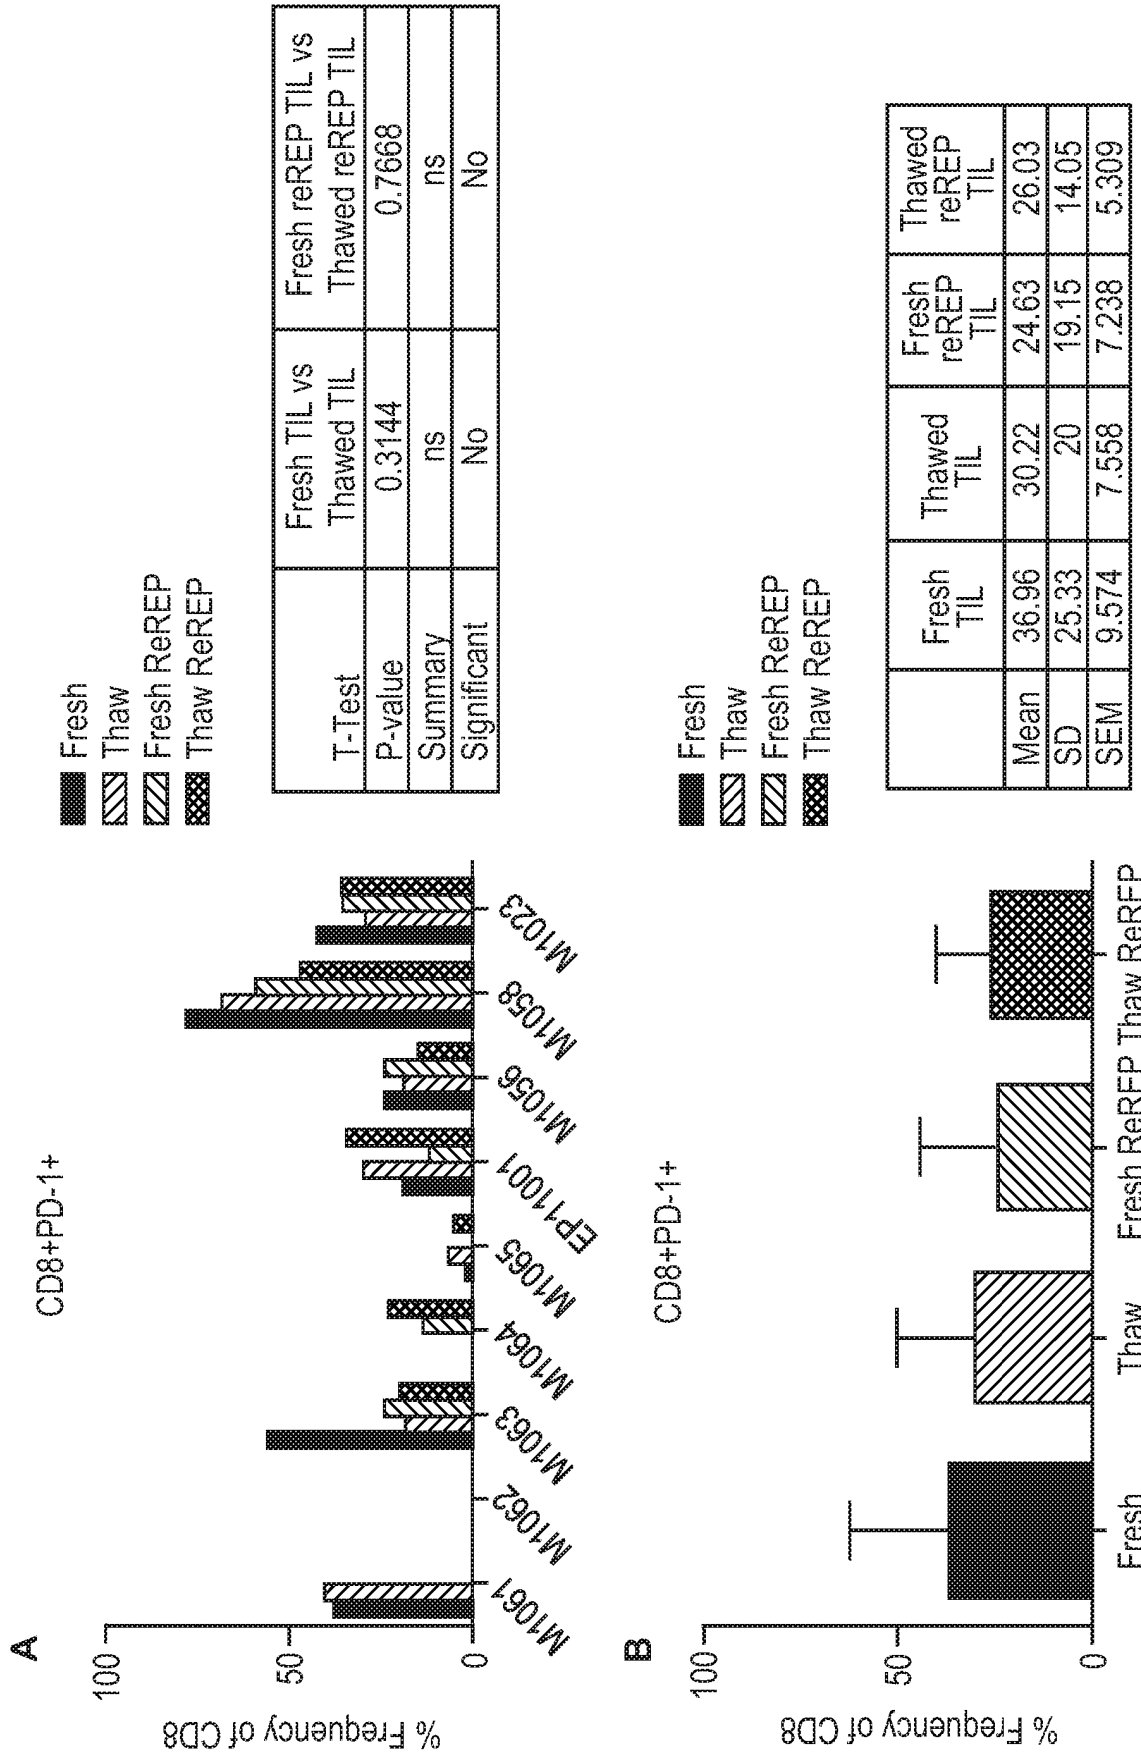 A
CD8+PD-1+
% Frequency of CD8
100
50
0
M1061
M1062
M1063
M1064
M1065
EP11001
M1056
M1058
M1023
Fresh
Thaw
Fresh ReREP
Thaw ReREP
T-Test Fresh TIL vs Thawed TIL Fresh reREP TIL vs Thawed reREP TIL
P-value 0.3144 0.7668
Summary ns ns
Significant No No
B
CD8+PD-1+
% Frequency of CD8
100
50
0
Fresh Thaw Fresh ReREP Thaw ReREP
Fresh
Thaw
Fresh ReREP
Thaw ReREP
Fresh TIL Thawed TIL Fresh reREP TIL Thawed reREP TIL
Mean 36.96 30.22 24.63 26.03
SD 25.33 20 19.15 14.05
SEM 9.574 7.558 7.238 5.309